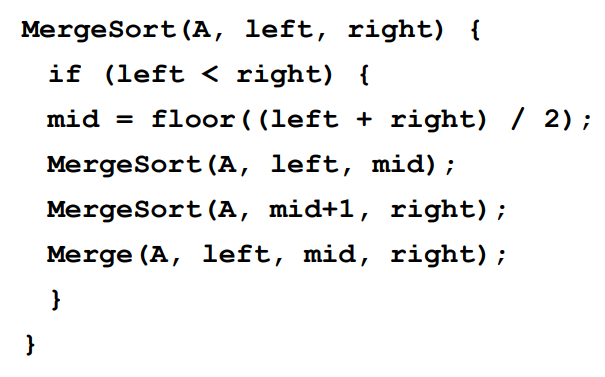 MergeSort(A, left, right) {
if (left < right) {
mid = floor((left + right) / 2);
MergeSort(A, left, mid);
MergeSort(A, mid+1, right);
Merge(A, left, mid, right);
}
}